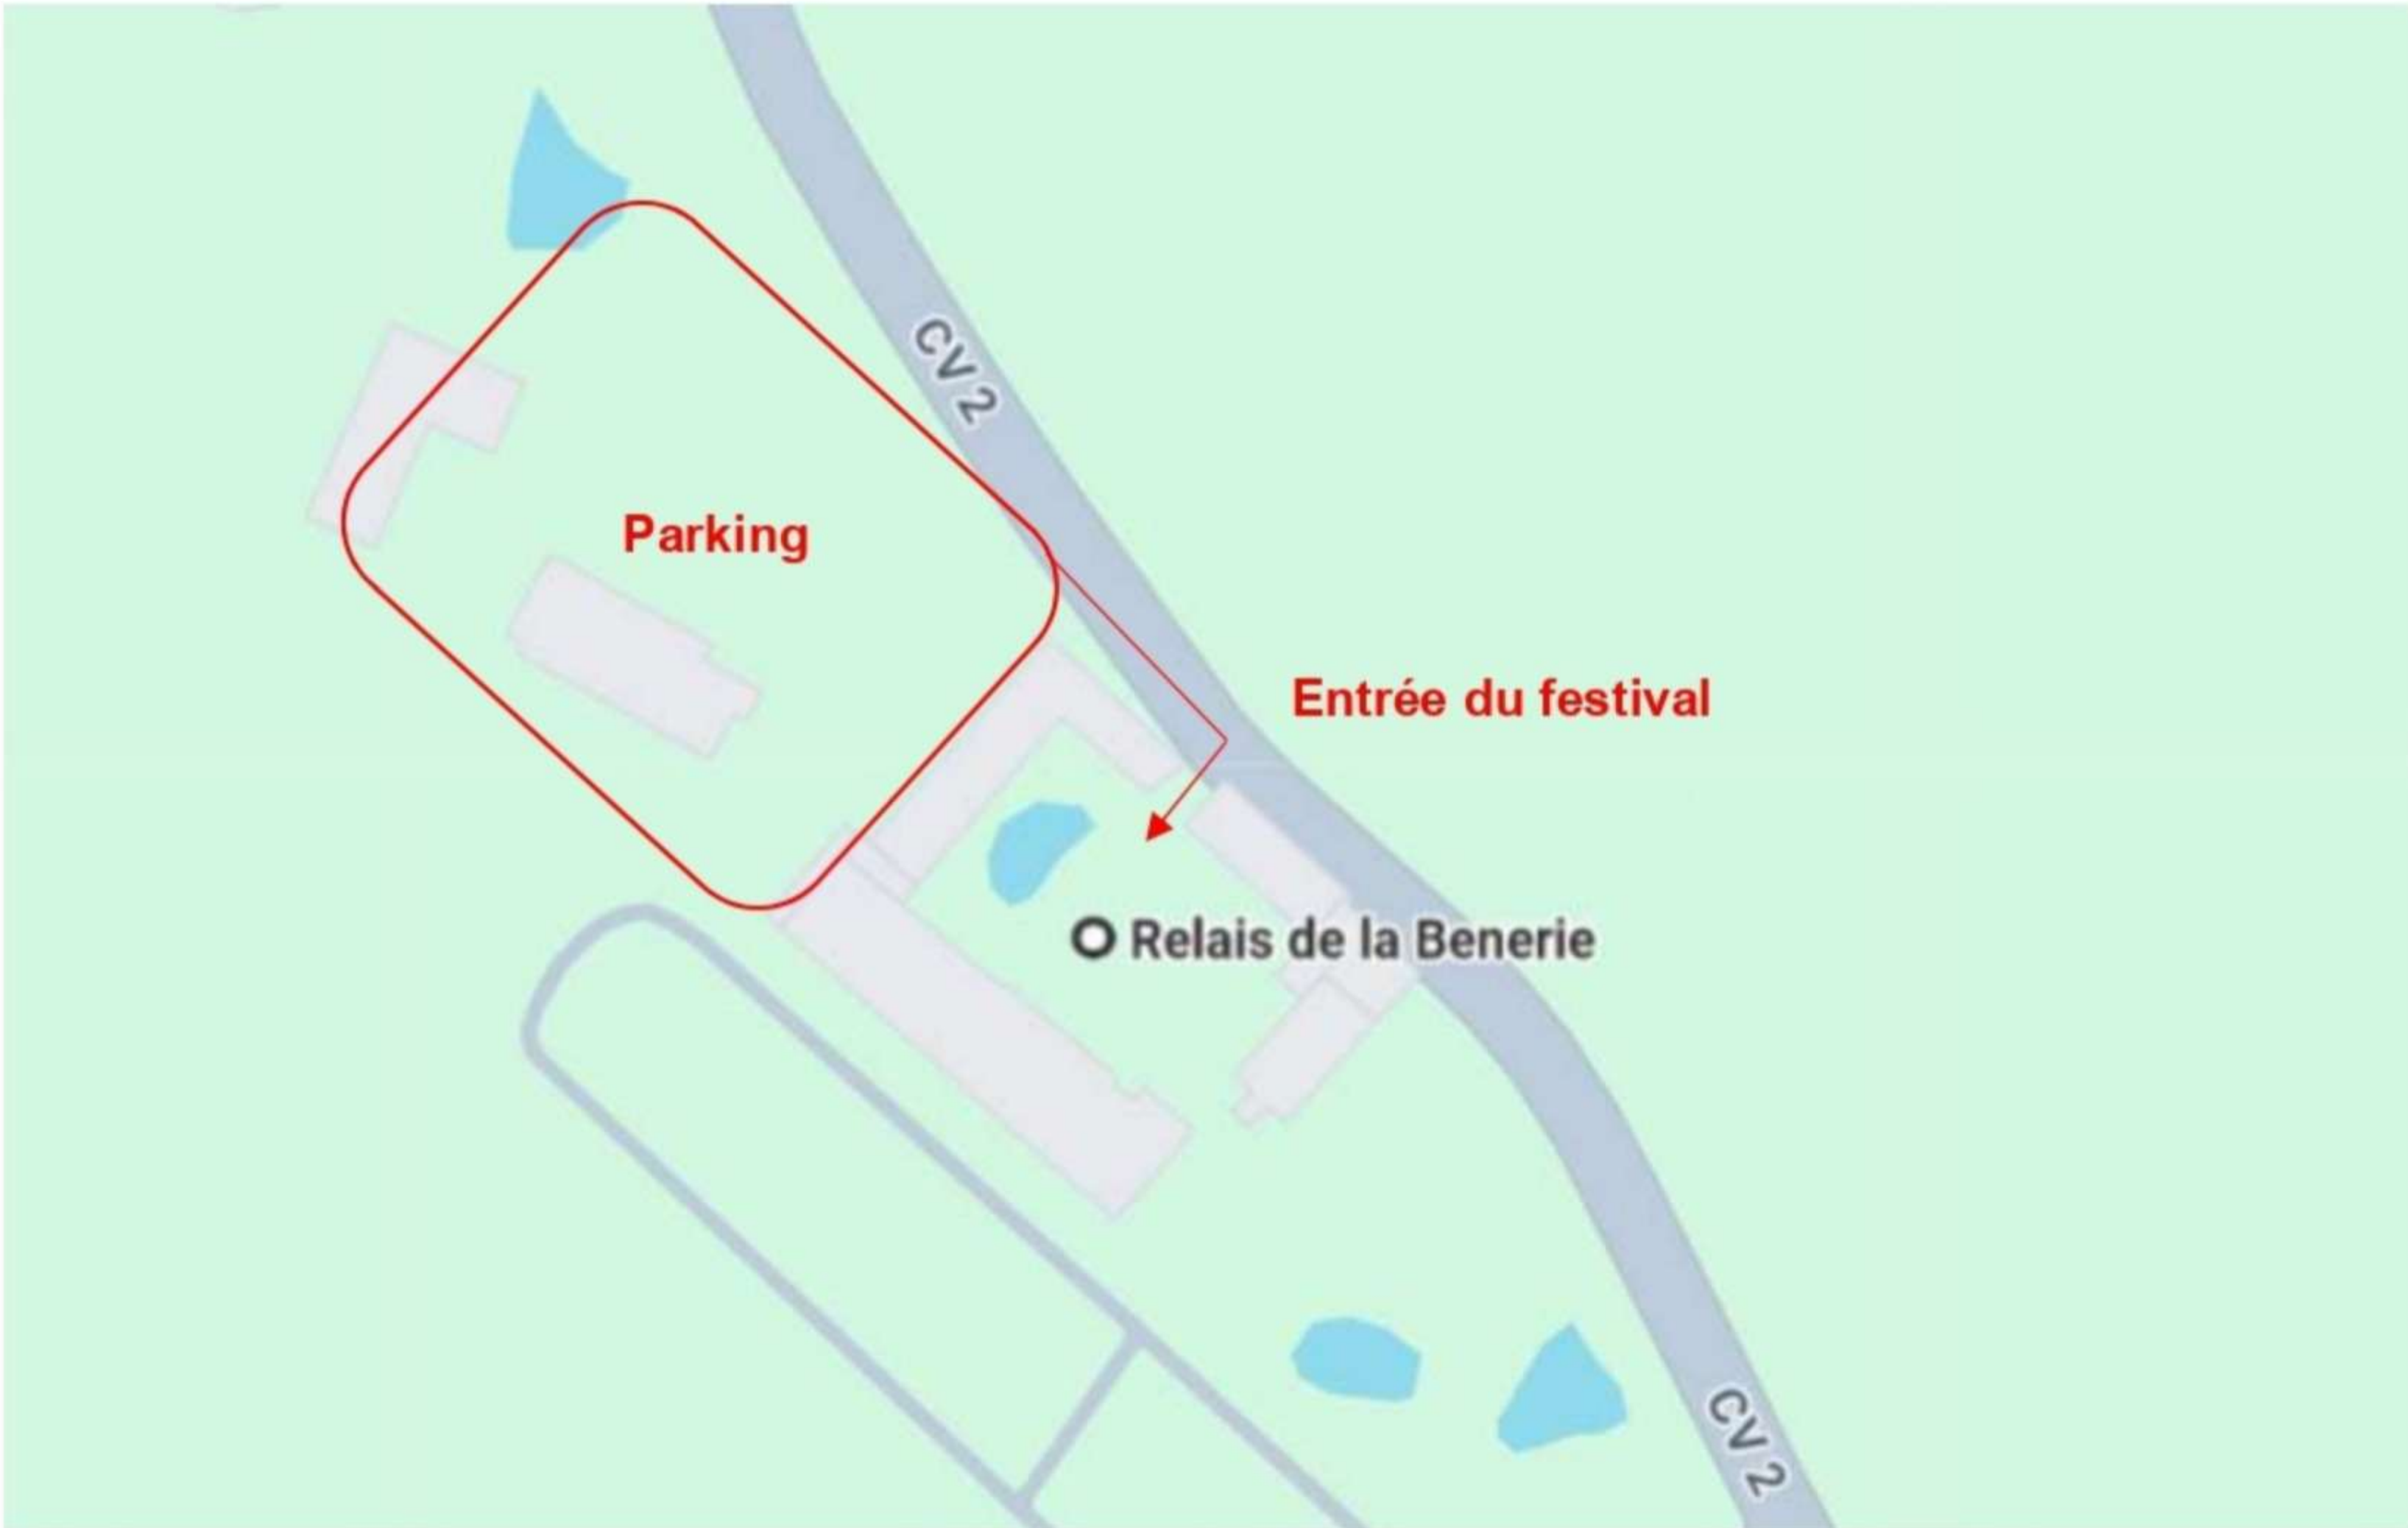 CV 2
Parking
Entrée du festival
Relais de la Benerie
CV 2